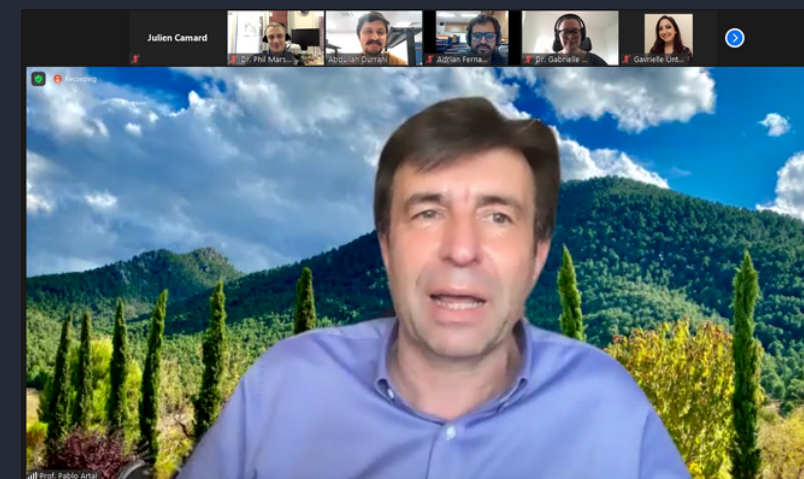 Julien Camard
Dr. Phil Mars...
Abdullah Durrani
Adrian Ferna...
Dr. Gabrielle ...
Gavrielle Unt...
Recording
Prof. Pablo Artal